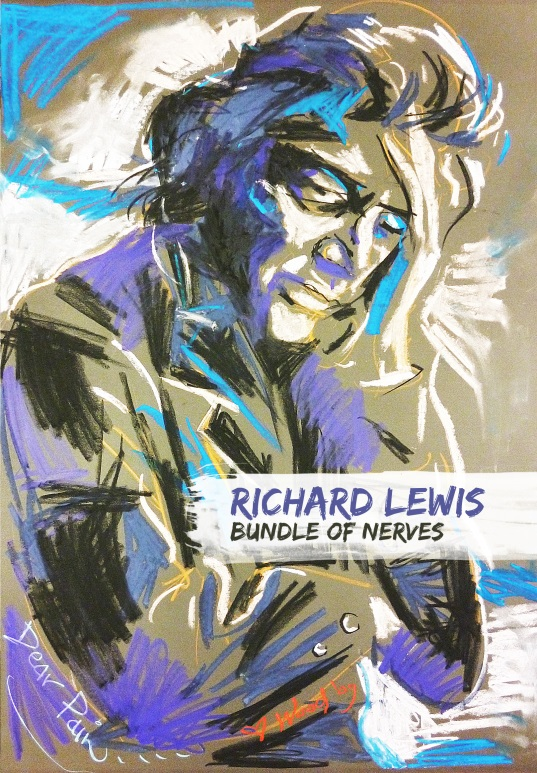 RICHARD LEWIS
BUNDLE OF NERVES
Dear Pain.....